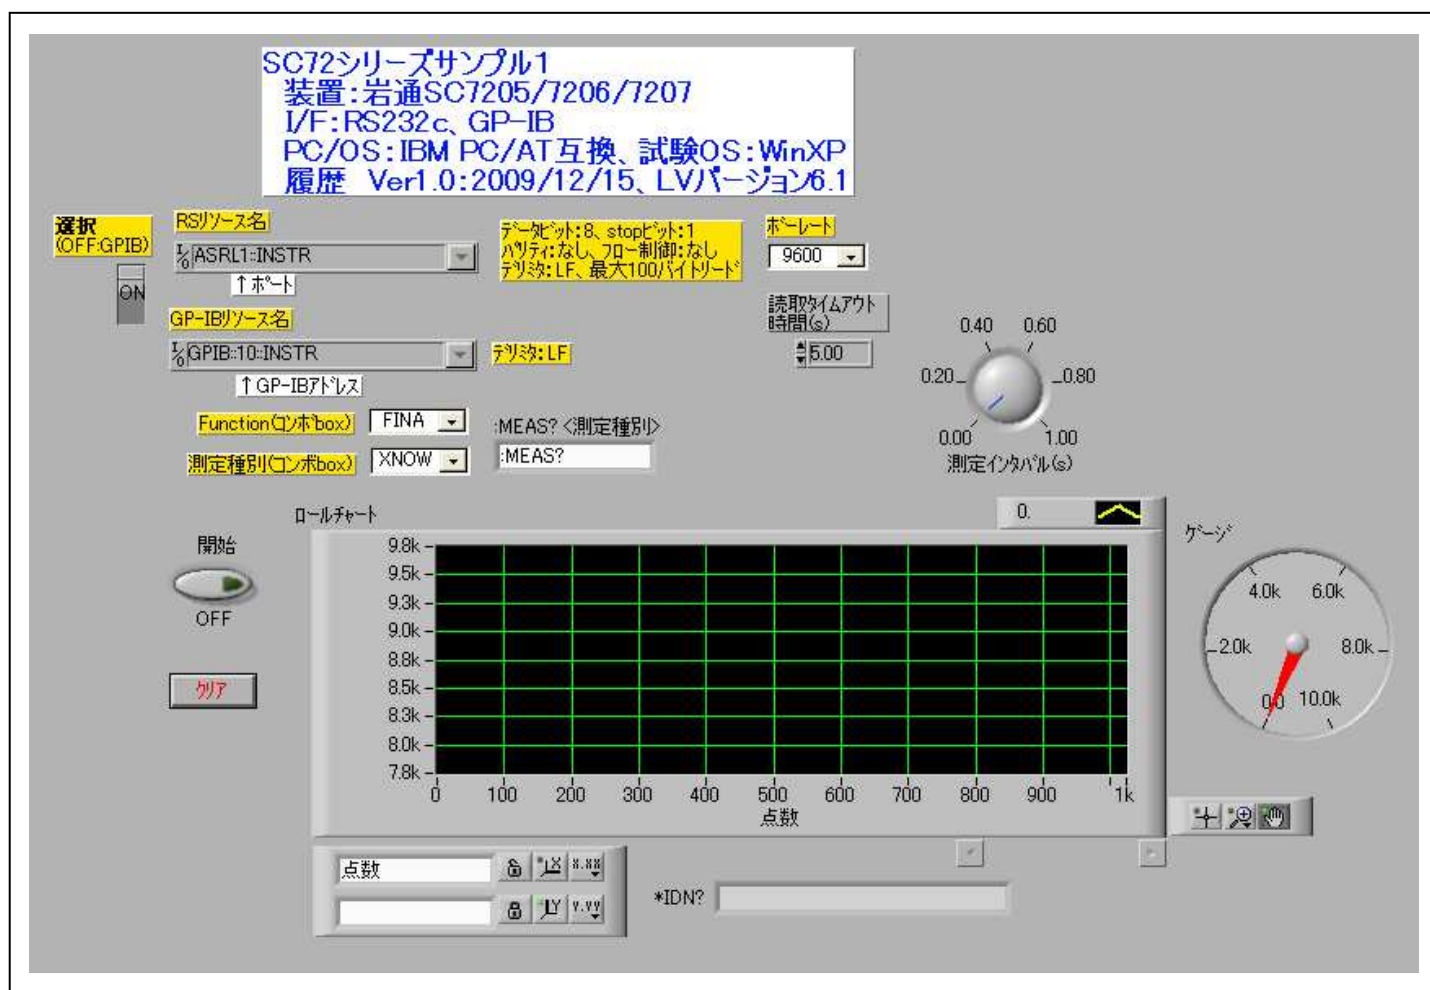 SC72シリーズサンプル1
装置:岩通SC7205/7206/7207
I/F:RS232c、GP-IB
PC/OS:IBM PC/AT互換、試験OS:WinXP
履歴 Ver1.0:2009/12/15、LVバージョン6.1
選択
(OFF:GPIB)
ON
RSリソース名
ASRL1::INSTR
↑ポート
データビット:8、stopビット:1
パリティ:なし、フロー制御:なし
デリミタ:LF、最大100バイトリード
ボーレート
9600
読取タイムアウト
時間(s)
5.00
GP-IBリソース名
GPIB::10::INSTR
↑GP-IBアドレス
デリミタ:LF
0.40 0.60
0.20 0.80
0.00 1.00
測定インタバル(s)
Function(コンボbox)
FINA
測定種別(コンボbox)
XNOW
:MEAS? <測定種別>
:MEAS?
開始
OFF
クリア
ロールチャート
0.
9.8k
9.5k
9.3k
9.0k
8.8k
8.5k
8.3k
8.0k
7.8k
0 100 200 300 400 500 600 700 800 900 1k
点数
ゲージ
4.0k 6.0k
2.0k 8.0k
0.0 10.0k
点数
X X.XX
Y Y.YY
*IDN?